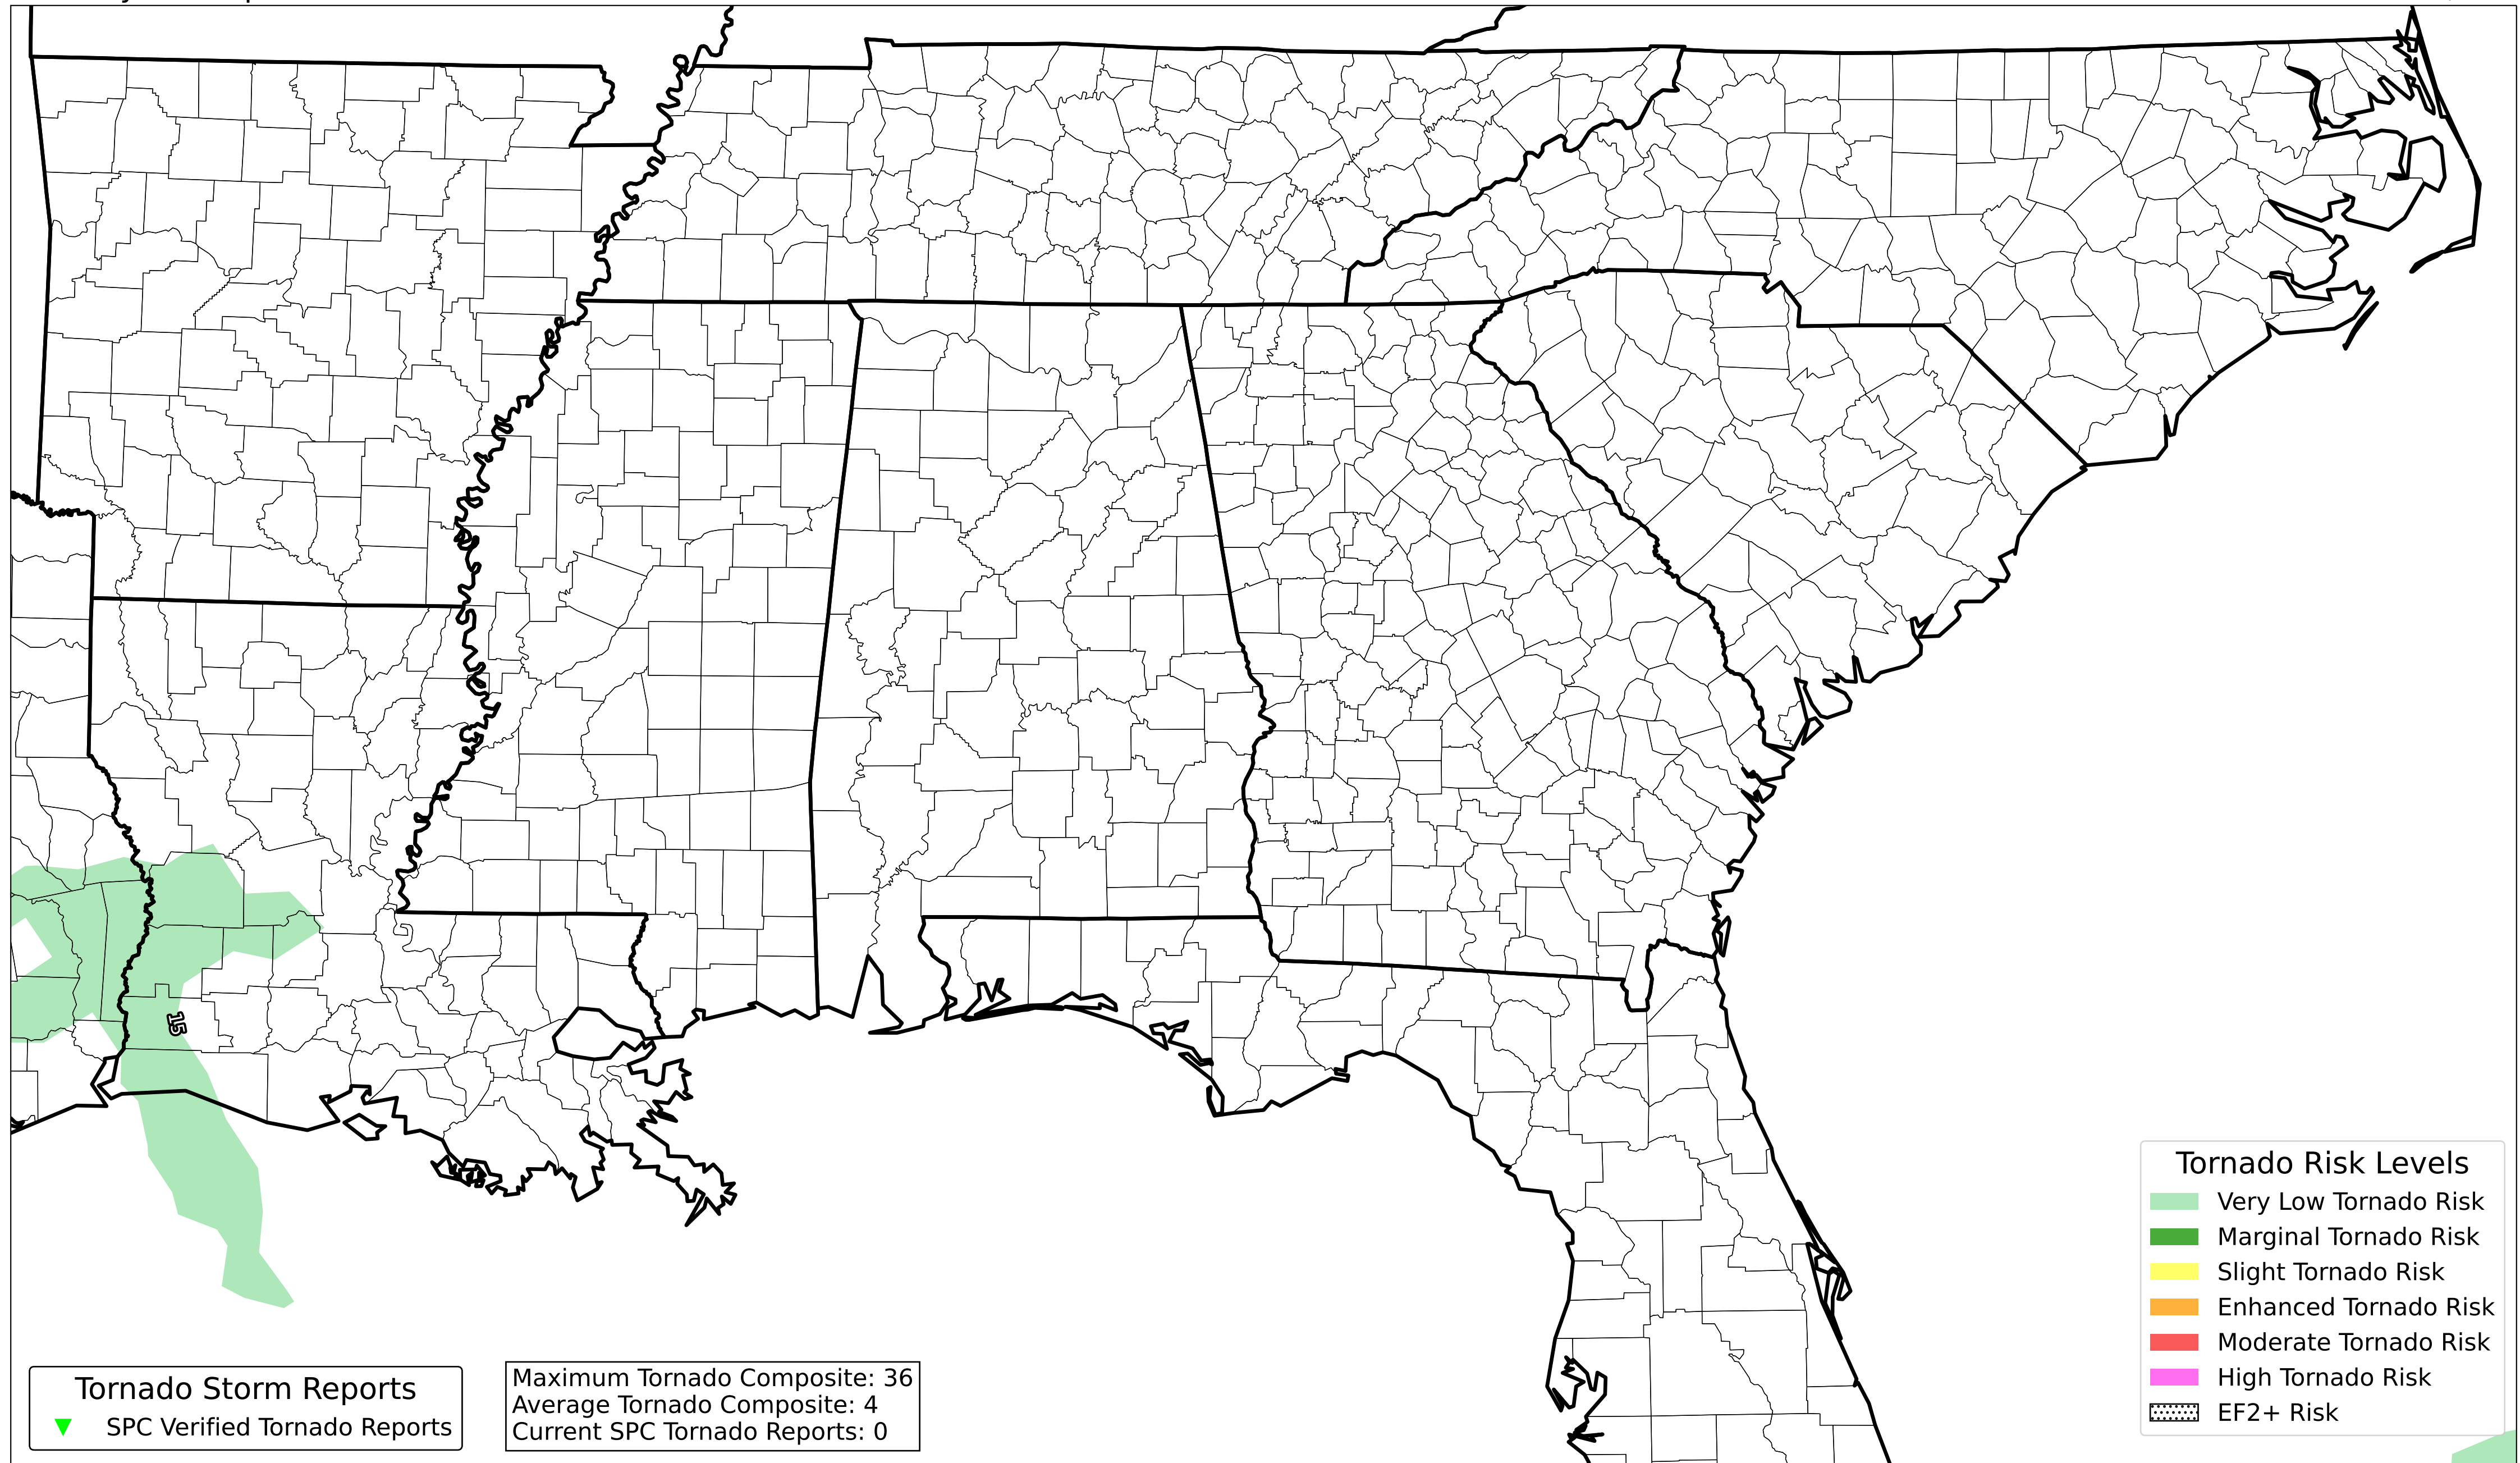 15
Tornado Risk Levels
Very Low Tornado Risk
Marginal Tornado Risk
Slight Tornado Risk
Enhanced Tornado Risk
Moderate Tornado Risk
High Tornado Risk
EF2+ Risk
Tornado Storm Reports
SPC Verified Tornado Reports
Maximum Tornado Composite: 36
Average Tornado Composite: 4
Current SPC Tornado Reports: 0